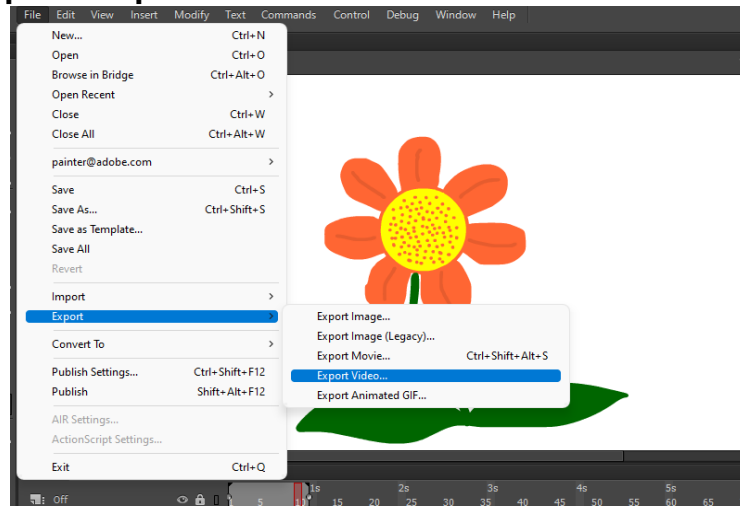 File Edit View Insert Modify Text Commands Control Debug Window Help
New... Ctrl+N
Open Ctrl+O
Browse in Bridge Ctrl+Alt+O
Open Recent >
Close Ctrl+W
Close All Ctrl+Alt+W
painter@adobe.com >
Save Ctrl+S
Save As... Ctrl+Shift+S
Save as Template...
Save All
Revert
Import >
Export >
Export Image...
Export Image (Legacy)...
Export Movie... Ctrl+Shift+Alt+S
Export Video...
Export Animated GIF...
Convert To >
Publish Settings... Ctrl+Shift+F12
Publish Shift+Alt+F12
AIR Settings...
ActionScript Settings...
Exit Ctrl+Q
1s 2s 3s 4s 5s
Off 5 10 15 20 25 30 35 40 45 50 55 60 65